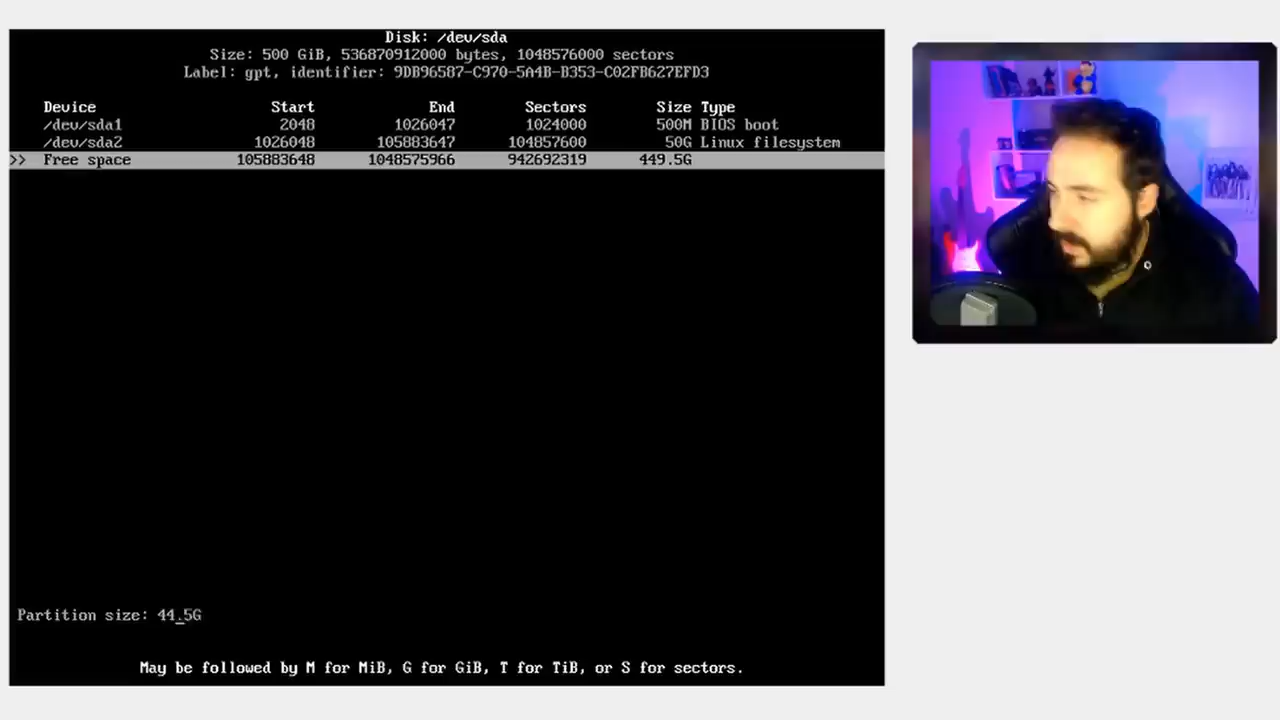 Disk: /dev/sda
Size: 500 GiB, 536870912000 bytes, 1048576000 sectors
Label: gpt, identifier: 9DB96587-C970-5A4B-B353-C02FB627EFD3
Device Start End Sectors Size Type
/dev/sda1 2048 1026047 1024000 500M BIOS boot
/dev/sda2 1026048 105883647 104857600 50G Linux filesystem
>> Free space 105883648 1048575966 942692319 449.5G
Partition size: 44.5G
May be followed by M for MiB, G for GiB, T for TiB, or S for sectors.